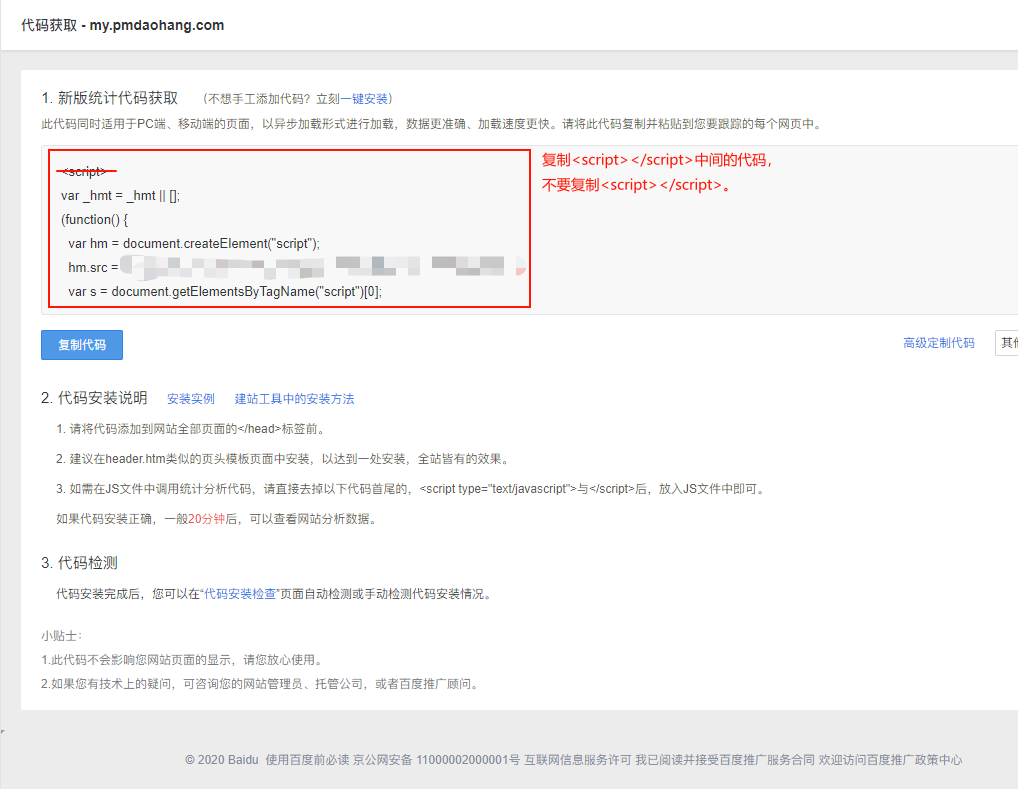 代码获取 - my.pmdaohang.com
1. 新版统计代码获取 （不想手工添加代码？立刻一键安装）
此代码同时适用于PC端、移动端的页面，以异步加载形式进行加载，数据更准确、加载速度更快。请将此代码复制并粘贴到您要跟踪的每个网页中。
<script>
复制<script></script>中间的代码，
var _hmt = _hmt || [];
不要复制<script></script>。
(function() {
var hm = document.createElement("script");
hm.src =
var s = document.getElementsByTagName("script")[0];
复制代码
高级定制代码
其他
2. 代码安装说明 安装实例 建站工具中的安装方法
1. 请将代码添加到网站全部页面的</head>标签前。
2. 建议在header.htm类似的页头模板页面中安装，以达到一处安装，全站皆有的效果。
3. 如需在JS文件中调用统计分析代码，请直接去掉以下代码首尾的，<script type="text/javascript">与</script>后，放入JS文件中即可。
如果代码安装正确，一般20分钟后，可以查看网站分析数据。
3. 代码检测
代码安装完成后，您可以在“代码安装检查”页面自动检测或手动检测代码安装情况。
小贴士：
1.此代码不会影响您网站页面的显示，请您放心使用。
2.如果您有技术上的疑问，可咨询您的网站管理员、托管公司，或者百度推广顾问。
© 2020 Baidu 使用百度前必读 京公网安备 11000002000001号 互联网信息服务许可 我已阅读并接受百度推广服务合同 欢迎访问百度推广政策中心